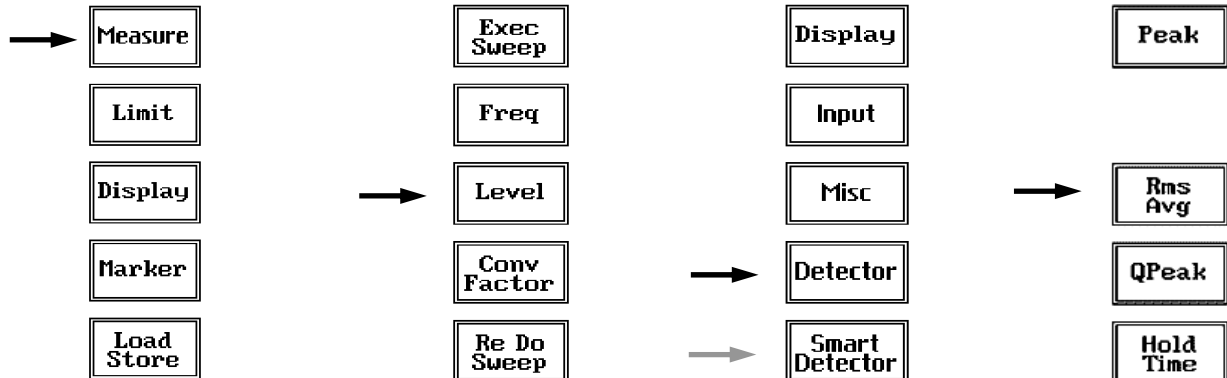 Measure
Limit
Display
Marker
Load
Store
Exec
Sweep
Freq
Level
Conv
Factor
Re Do
Sweep
Display
Input
Misc
Detector
Smart
Detector
Peak
Rms
Avg
QPeak
Hold
Time